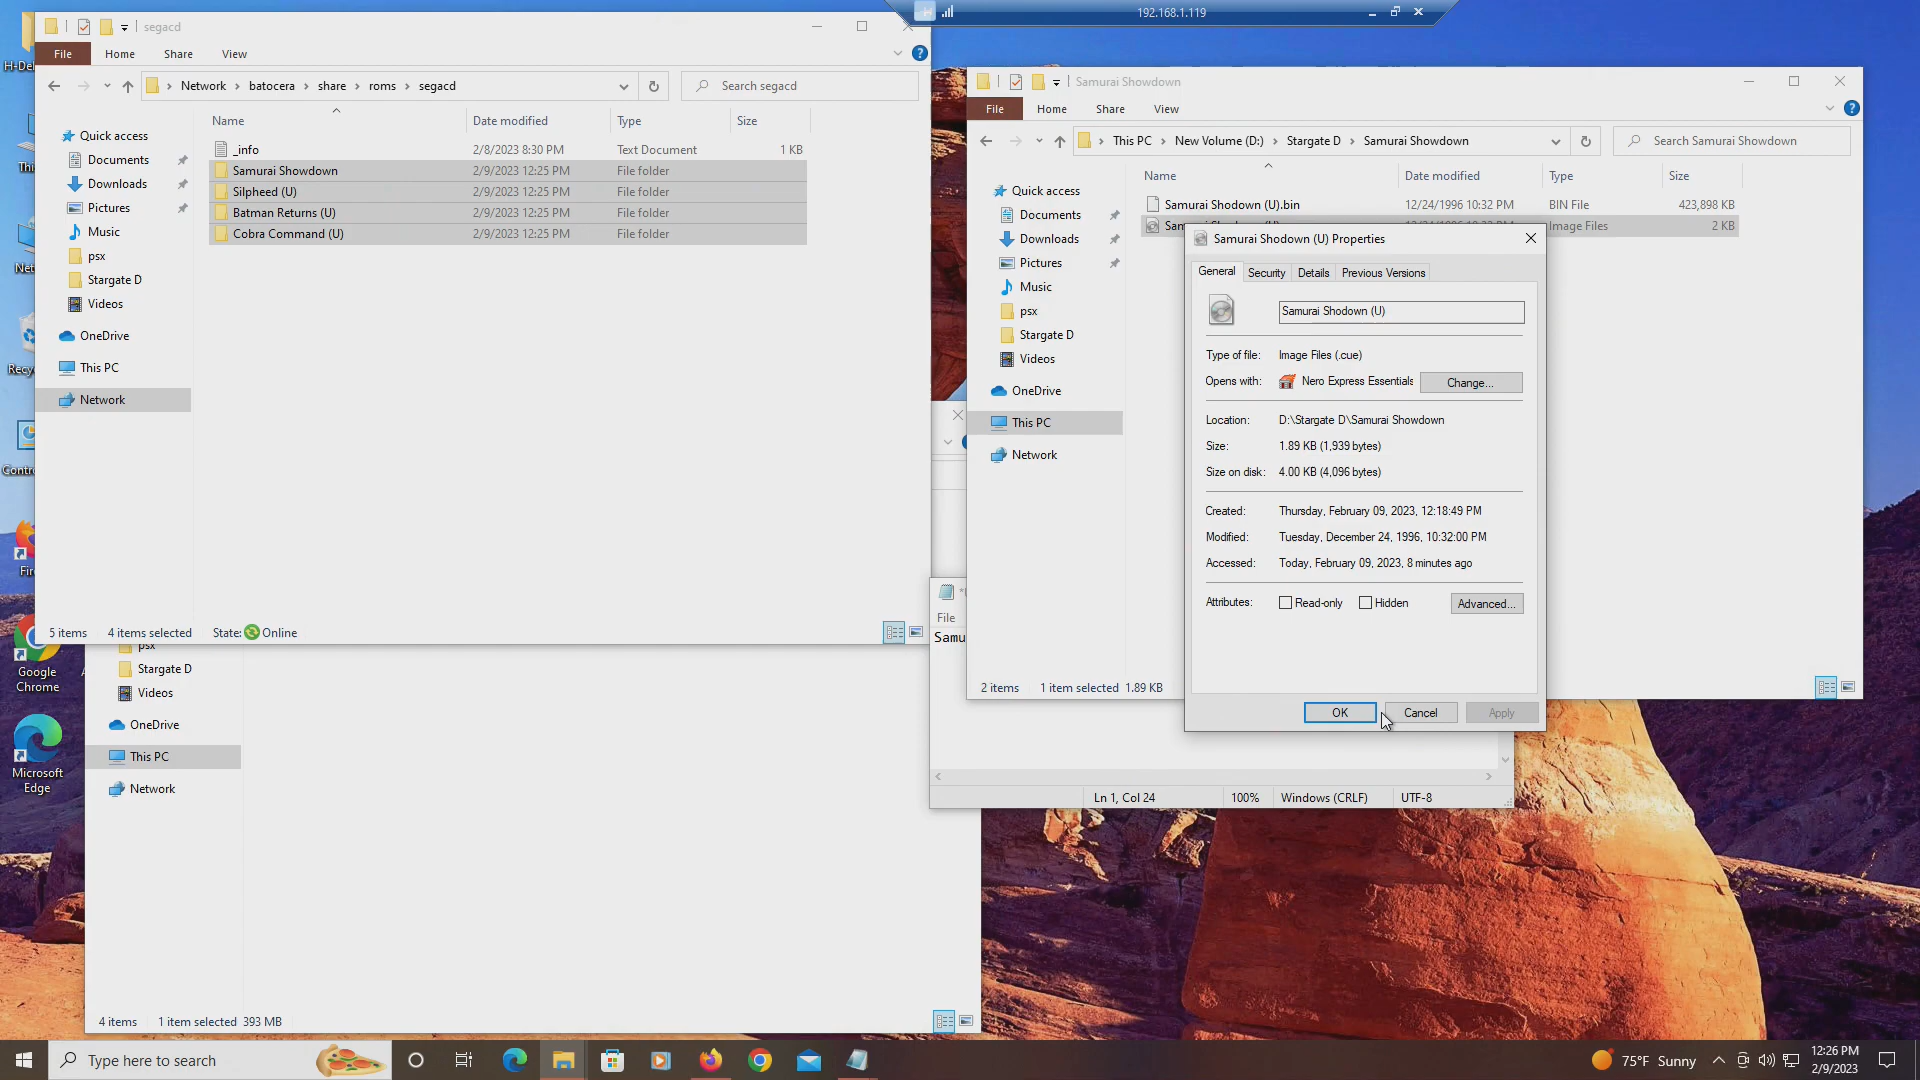 segacd
File Home Share View
Network batocera share roms segacd
Search segacd
Name Date modified Type Size
_info 2/8/2023 8:30 PM Text Document 1 KB
Samurai Showdown 2/9/2023 12:25 PM File folder
Silpheed (U) 2/9/2023 12:25 PM File folder
Batman Returns (U) 2/9/2023 12:25 PM File folder
Cobra Command (U) 2/9/2023 12:25 PM File folder
Quick access
Documents
Downloads
Pictures
Music
psx
Stargate D
Videos
OneDrive
This PC
Network
5 items 4 items selected State: Online
192.168.1.119
Samurai Showdown
File Home Share View
This PC New Volume (D:) Stargate D Samurai Showdown
Search Samurai Showdown
Name Date modified Type Size
Samurai Shodown (U).bin 12/24/1996 10:32 PM BIN File 423,898 KB
Image Files 2 KB
Quick access
Documents
Downloads
Pictures
Music
psx
Stargate D
Videos
OneDrive
This PC
Network
2 items 1 item selected 1.89 KB
Samurai Shodown (U) Properties
General Security Details Previous Versions
Samurai Shodown (U)
Type of file: Image Files (.cue)
Opens with: Nero Express Essentials Change...
Location: D:\Stargate D\Samurai Showdown
Size: 1.89 KB (1,939 bytes)
Size on disk: 4.00 KB (4,096 bytes)
Created: Thursday, February 09, 2023, 12:18:49 PM
Modified: Tuesday, December 24, 1996, 10:32:00 PM
Accessed: Today, February 09, 2023, 8 minutes ago
Attributes: Read-only Hidden Advanced...
OK Cancel Apply
File
Samu
Ln 1, Col 24 100% Windows (CRLF) UTF-8
psx
Stargate D
Videos
OneDrive
This PC
Network
4 items 1 item selected 393 MB
Google
Chrome
Microsoft
Edge
Type here to search
75°F Sunny
12:26 PM
2/9/2023